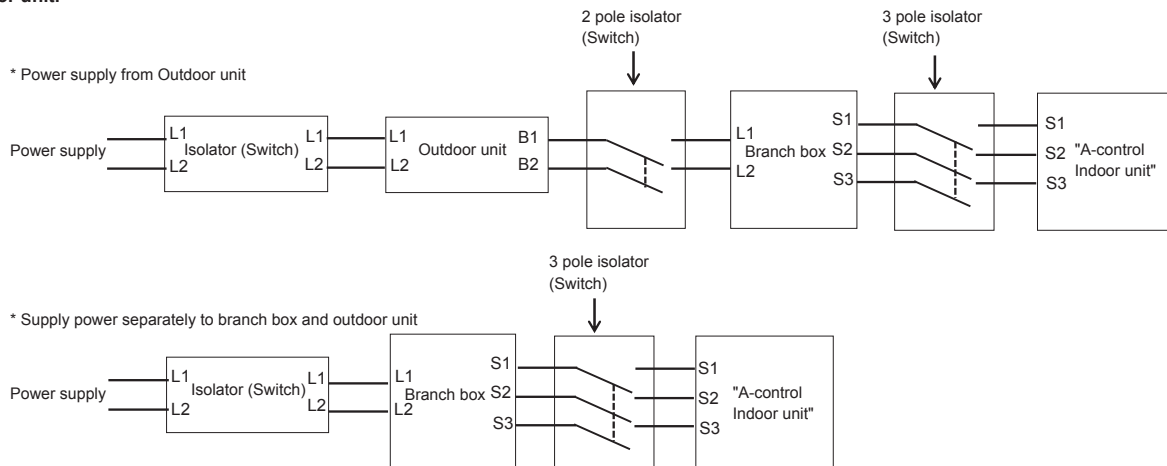 or unit.
2 pole isolator
(Switch)
3 pole isolator
(Switch)
* Power supply from Outdoor unit
Power supply
L1
L2
Isolator (Switch)
L1
L2
L1
L2
Outdoor unit
B1
B2
L1
L2
Branch box
S1
S2
S3
S1
S2
S3
"A-control
Indoor unit"
3 pole isolator
(Switch)
* Supply power separately to branch box and outdoor unit
Power supply
L1
L2
Isolator (Switch)
L1
L2
L1
L2
Branch box
S1
S2
S3
S1
S2
S3
"A-control
Indoor unit"